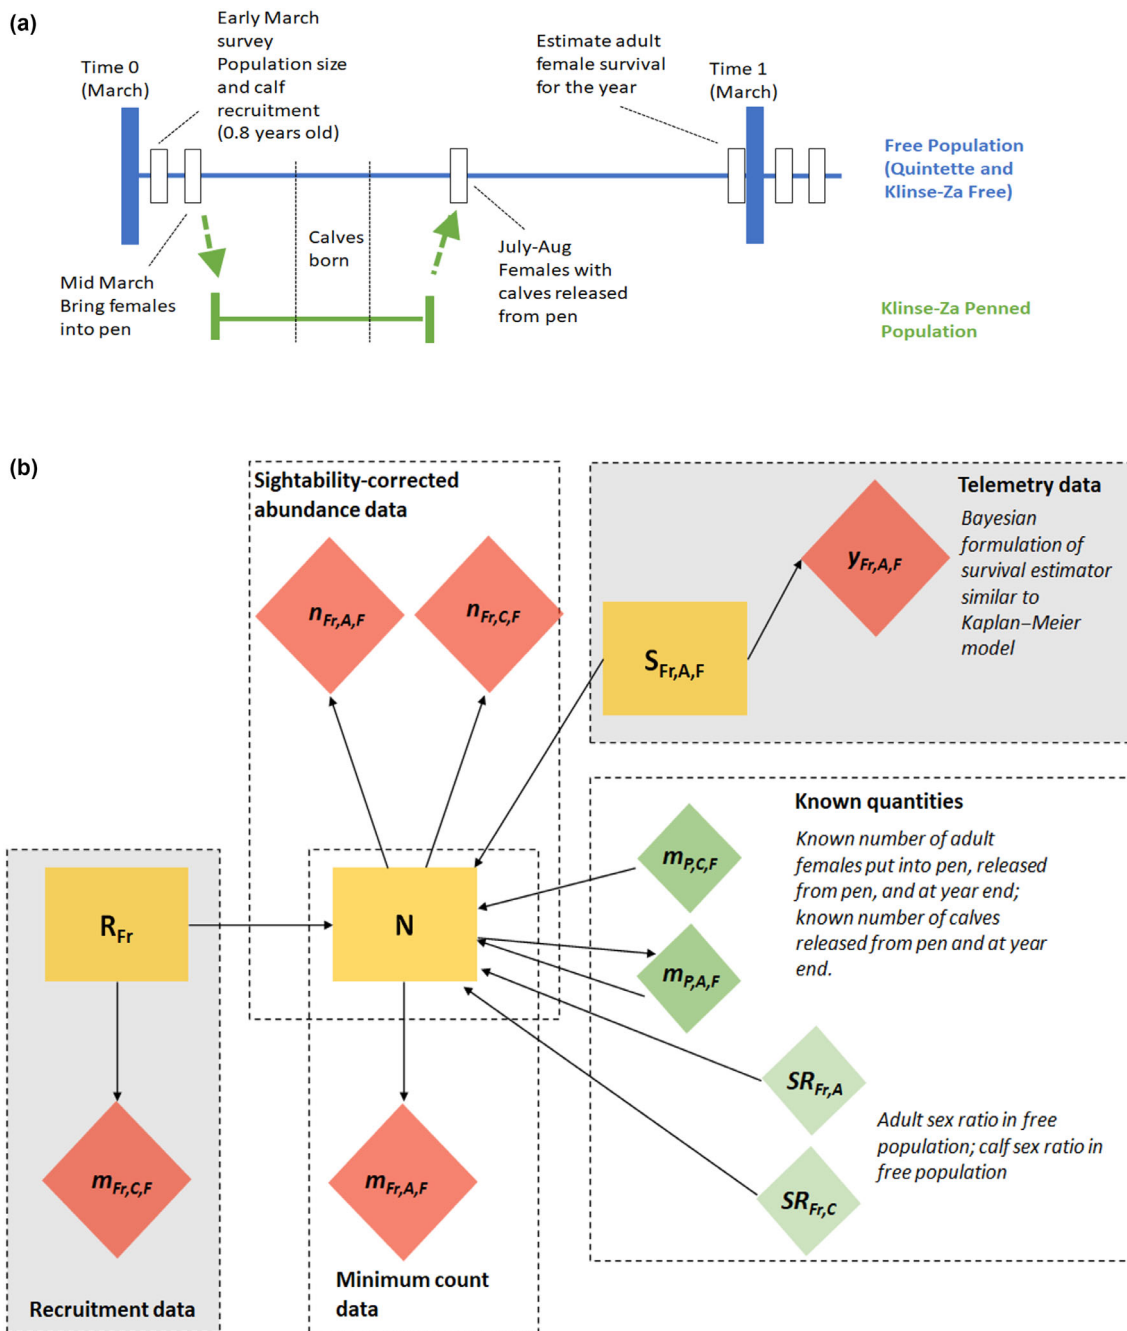 (a)
Time 0
(March)
Early March
survey
Population size
and calf
recruitment
(0.8 years old)
Estimate adult
female survival
for the year
Time 1
(March)
Free Population
(Quintette and
Klinse-Za Free)
Mid March
Bring females
into pen
Calves
born
July-Aug
Females with
calves released
from pen
Klinse-Za Penned
Population
(b)
Sightability-corrected
abundance data
n Fr,A,F
n Fr,C,F
Telemetry data
Bayesian
formulation of
survival estimator
similar to
Kaplan–Meier
model
y Fr,A,F
S Fr,A,F
Known quantities
Known number of adult
females put into pen, released
from pen, and at year end;
known number of calves
released from pen and at year
end.
m P,C,F
m P,A,F
R Fr
N
SR Fr,A
Adult sex ratio in free
population; calf sex ratio in
free population
SR Fr,C
m Fr,C,F
m Fr,A,F
Recruitment data
Minimum count
data